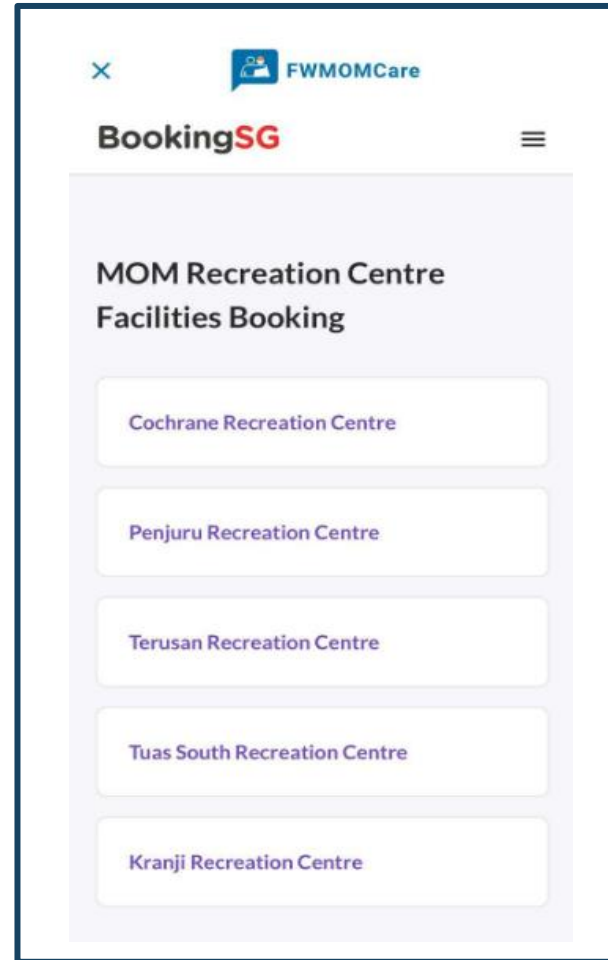 FWMOMCare
BookingSG
MOM Recreation Centre
Facilities Booking
Cochrane Recreation Centre
Penjuru Recreation Centre
Terusan Recreation Centre
Tuas South Recreation Centre
Kranji Recreation Centre